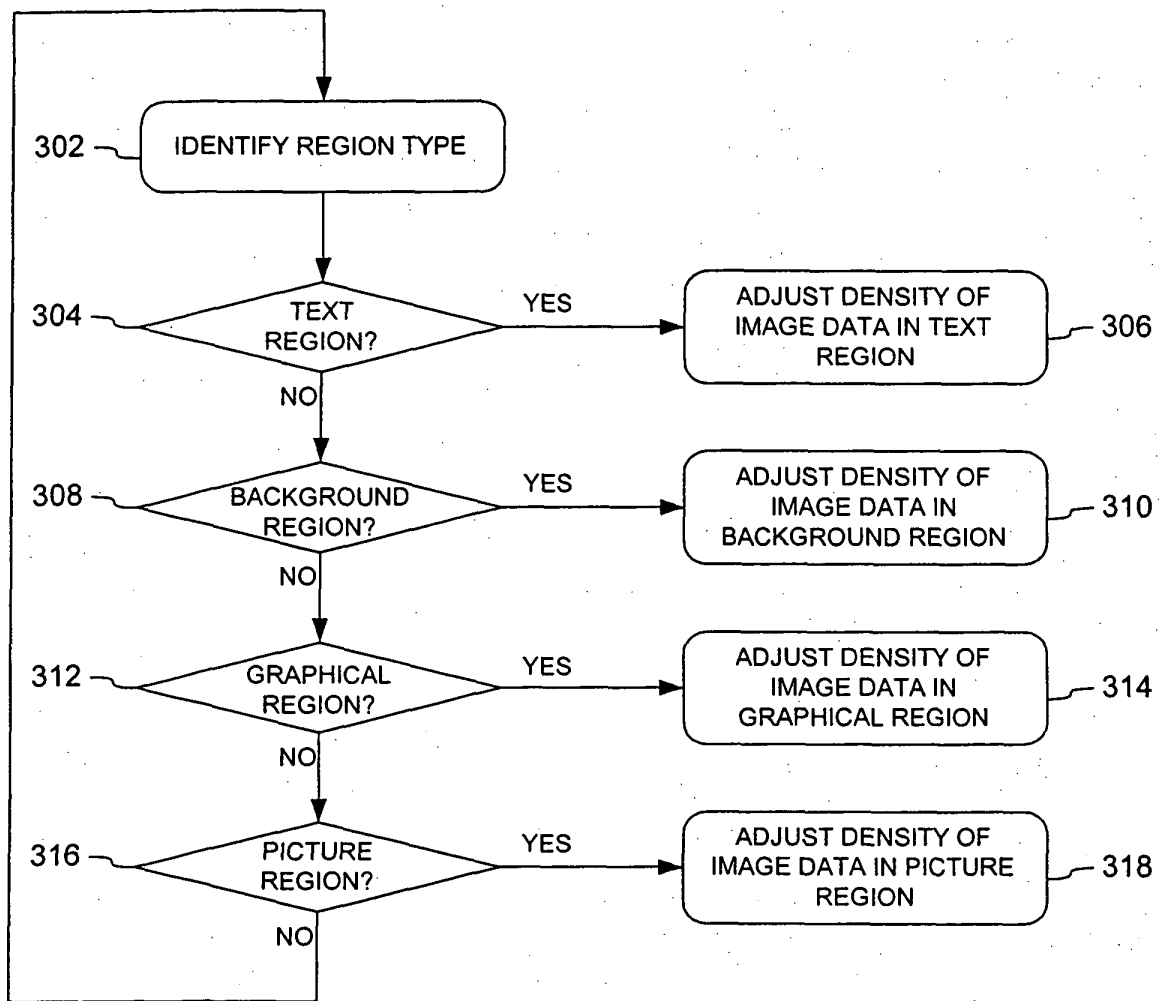 302
IDENTIFY REGION TYPE
304
TEXT
REGION?
YES
ADJUST DENSITY OF
IMAGE DATA IN TEXT
REGION
306
NO
308
BACKGROUND
REGION?
YES
ADJUST DENSITY OF
IMAGE DATA IN
BACKGROUND REGION
310
NO
312
GRAPHICAL
REGION?
YES
ADJUST DENSITY OF
IMAGE DATA IN
GRAPHICAL REGION
314
NO
316
PICTURE
REGION?
YES
ADJUST DENSITY OF
IMAGE DATA IN PICTURE
REGION
318
NO